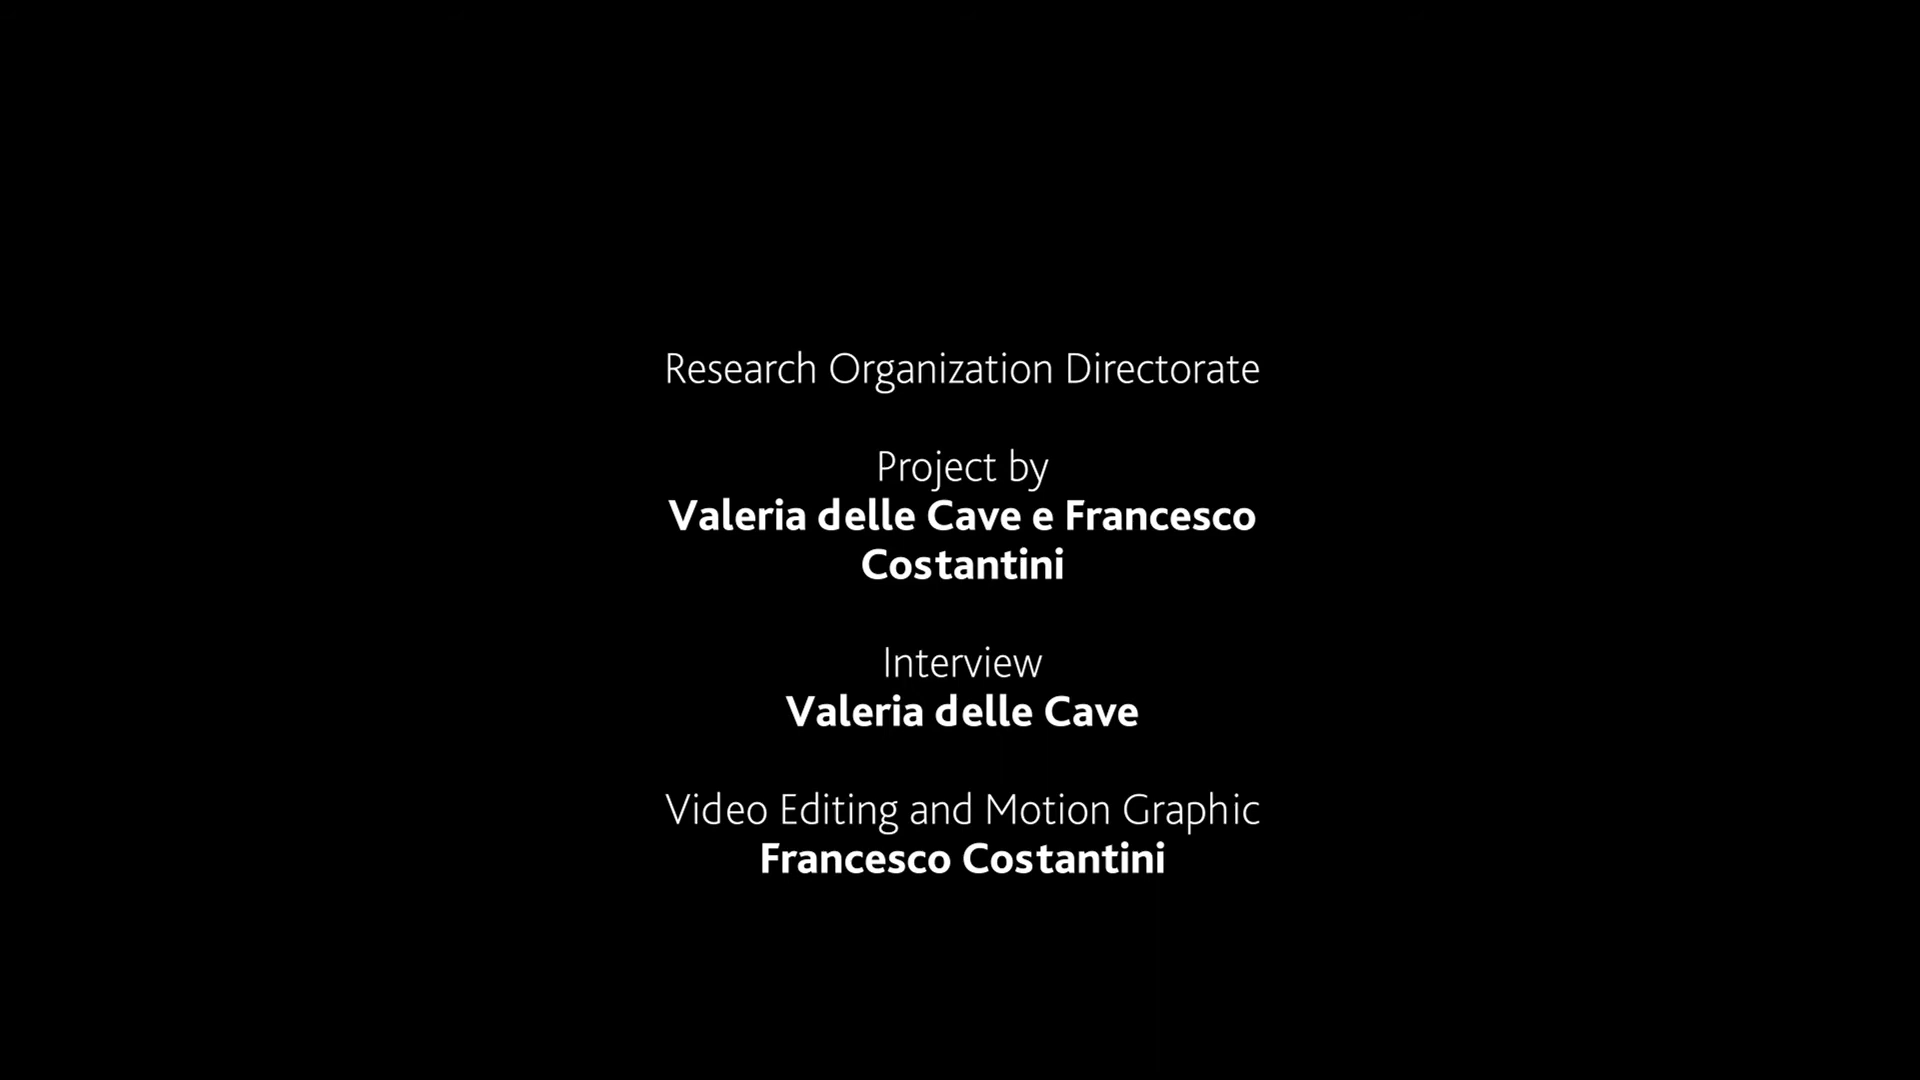 Research Organization Directorate
Project by
Valeria delle Cave e Francesco
Costantini
Interview
Valeria delle Cave
Video Editing and Motion Graphic
Francesco Costantini